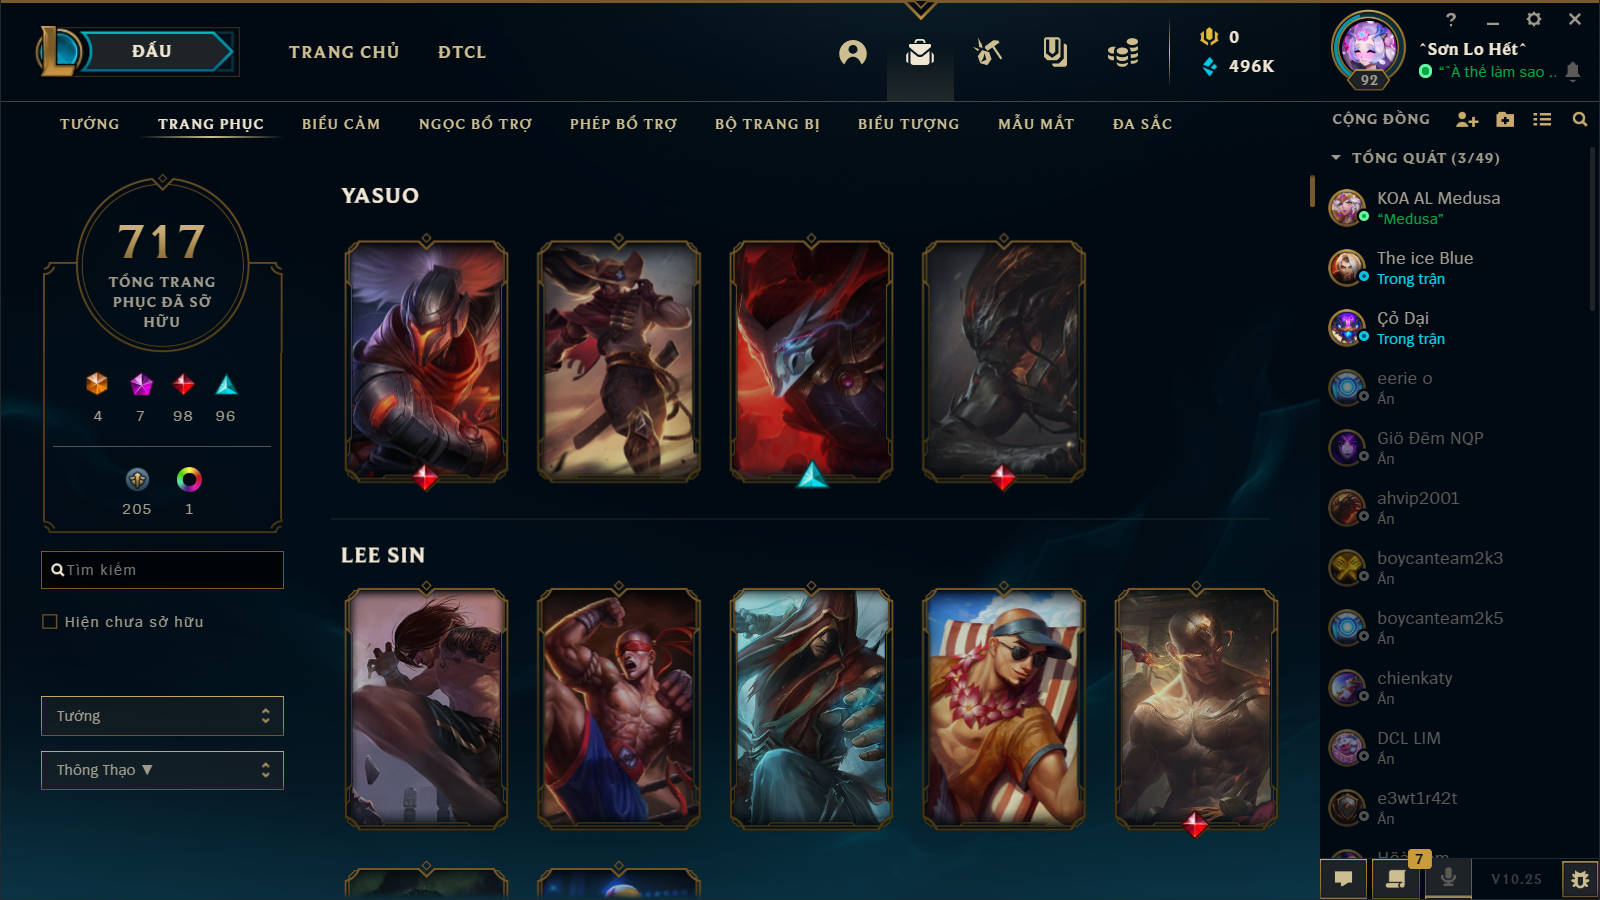 ĐẤU
TRANG CHỦ
ĐTCL
0
496K
?
92
ˆSơn Lo Hếtˆ
“ˆÀ thế làm sao ..
TƯỚNG
TRANG PHỤC
BIỂU CẢM
NGỌC BỔ TRỢ
PHÉP BỔ TRỢ
BỘ TRANG BỊ
BIỂU TƯỢNG
MẪU MẮT
ĐA SẮC
717
TỔNG TRANG
PHỤC ĐÃ SỞ
HỮU
4
7
98
96
205
1
Tìm kiếm
Hiện chưa sở hữu
Tướng
Thông Thạo ▼
YASUO
LEE SIN
CỘNG ĐỒNG
TỔNG QUÁT (3/49)
KOA AL Medusa
“Medusa”
The ice Blue
Trong trận
Çỏ Dại
Trong trận
eerie o
Ẩn
Giö Đêm NQP
Ẩn
ahvip2001
Ẩn
boycanteam2k3
Ẩn
boycanteam2k5
Ẩn
chienkaty
Ẩn
DCL LIM
Ẩn
e3wt1r42t
Ẩn
7
V10.25